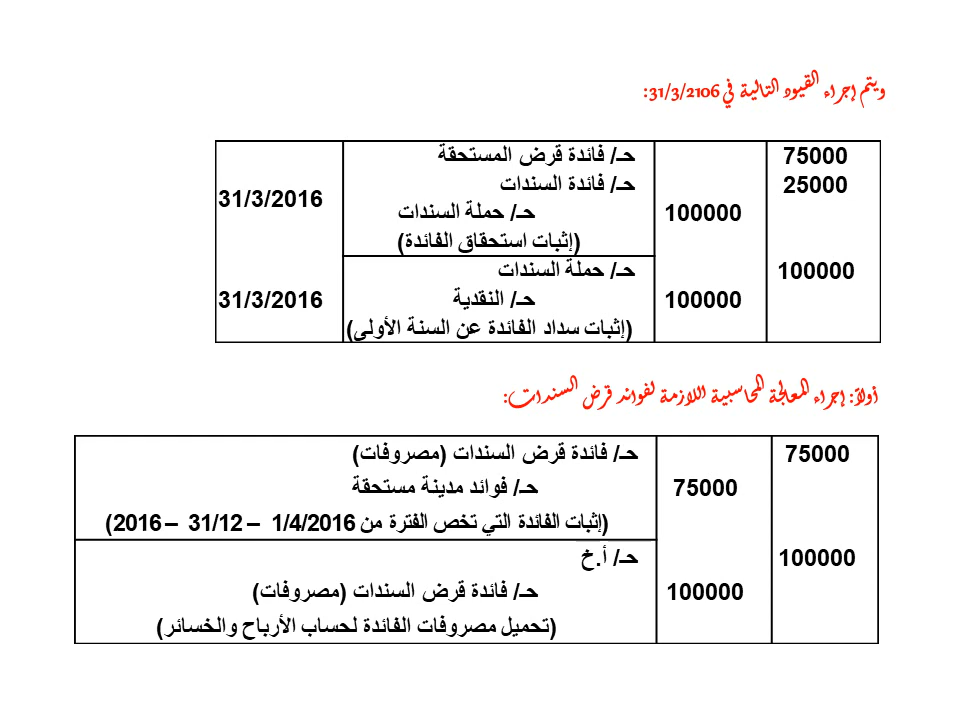 ويتم إجراء القيود التالية في 31/3/2106:
75000 حـ/ فائدة قرض المستحقة
25000 حـ/ فائدة السندات 31/3/2016
100000 حـ/ حملة السندات
(إثبات استحقاق الفائدة)
100000 حـ/ حملة السندات
100000 حـ/ النقدية 31/3/2016
(إثبات سداد الفائدة عن السنة الأولى)
أولاً: إجراء المعالجة المحاسبية اللازمة لفوائد قرض السندات:
75000 حـ/ فائدة قرض السندات (مصروفات)
75000 حـ/ فوائد مدينة مستحقة
(إثبات الفائدة التي تخص الفترة من 1/4/2016 – 31/12 – 2016)
100000 حـ/ أ.خ
100000 حـ/ فائدة قرض السندات (مصروفات)
(تحميل مصروفات الفائدة لحساب الأرباح والخسائر)